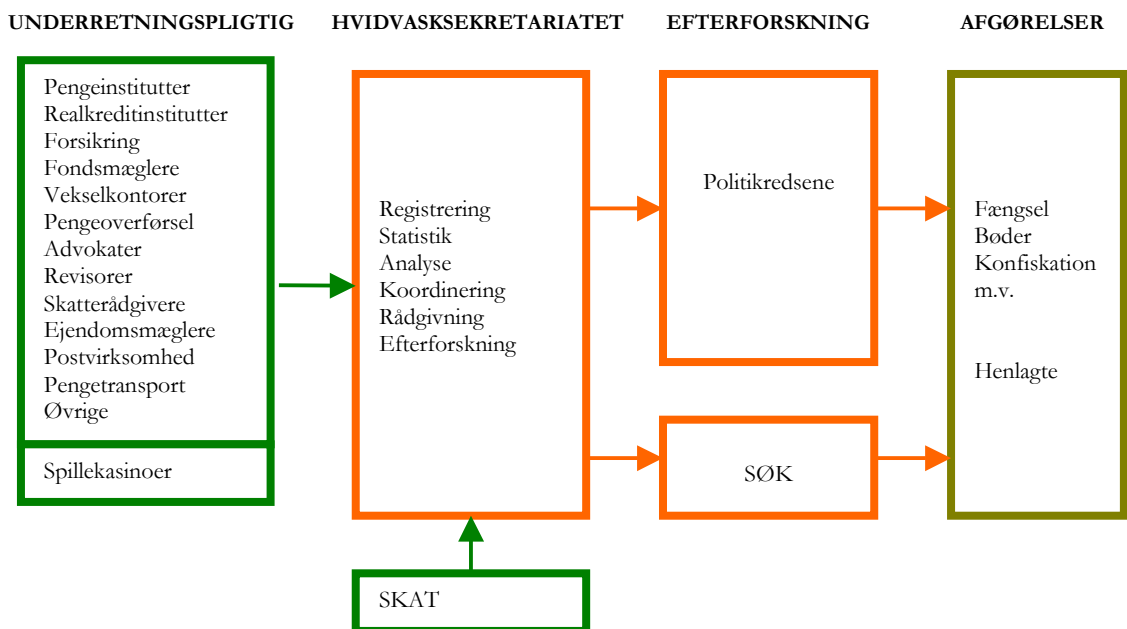 UNDERRETNINGSPLIGTIG
HVIDVASKSEKRETARIATET
EFTERFORSKNING
AFGØRELSER
Pengeinstitutter
Realkreditinstitutter
Forsikring
Fondsmæglere
Vekselkontorer
Pengeoverførsel
Advokater
Revisorer
Skatterådgivere
Ejendomsmæglere
Postvirksomhed
Pengetransport
Øvrige
Spillekasinoer
Registrering
Statistik
Analyse
Koordinering
Rådgivning
Efterforskning
SKAT
Politikredsene
SØK
Fængsel
Bøder
Konfiskation
m.v.
Henlagte